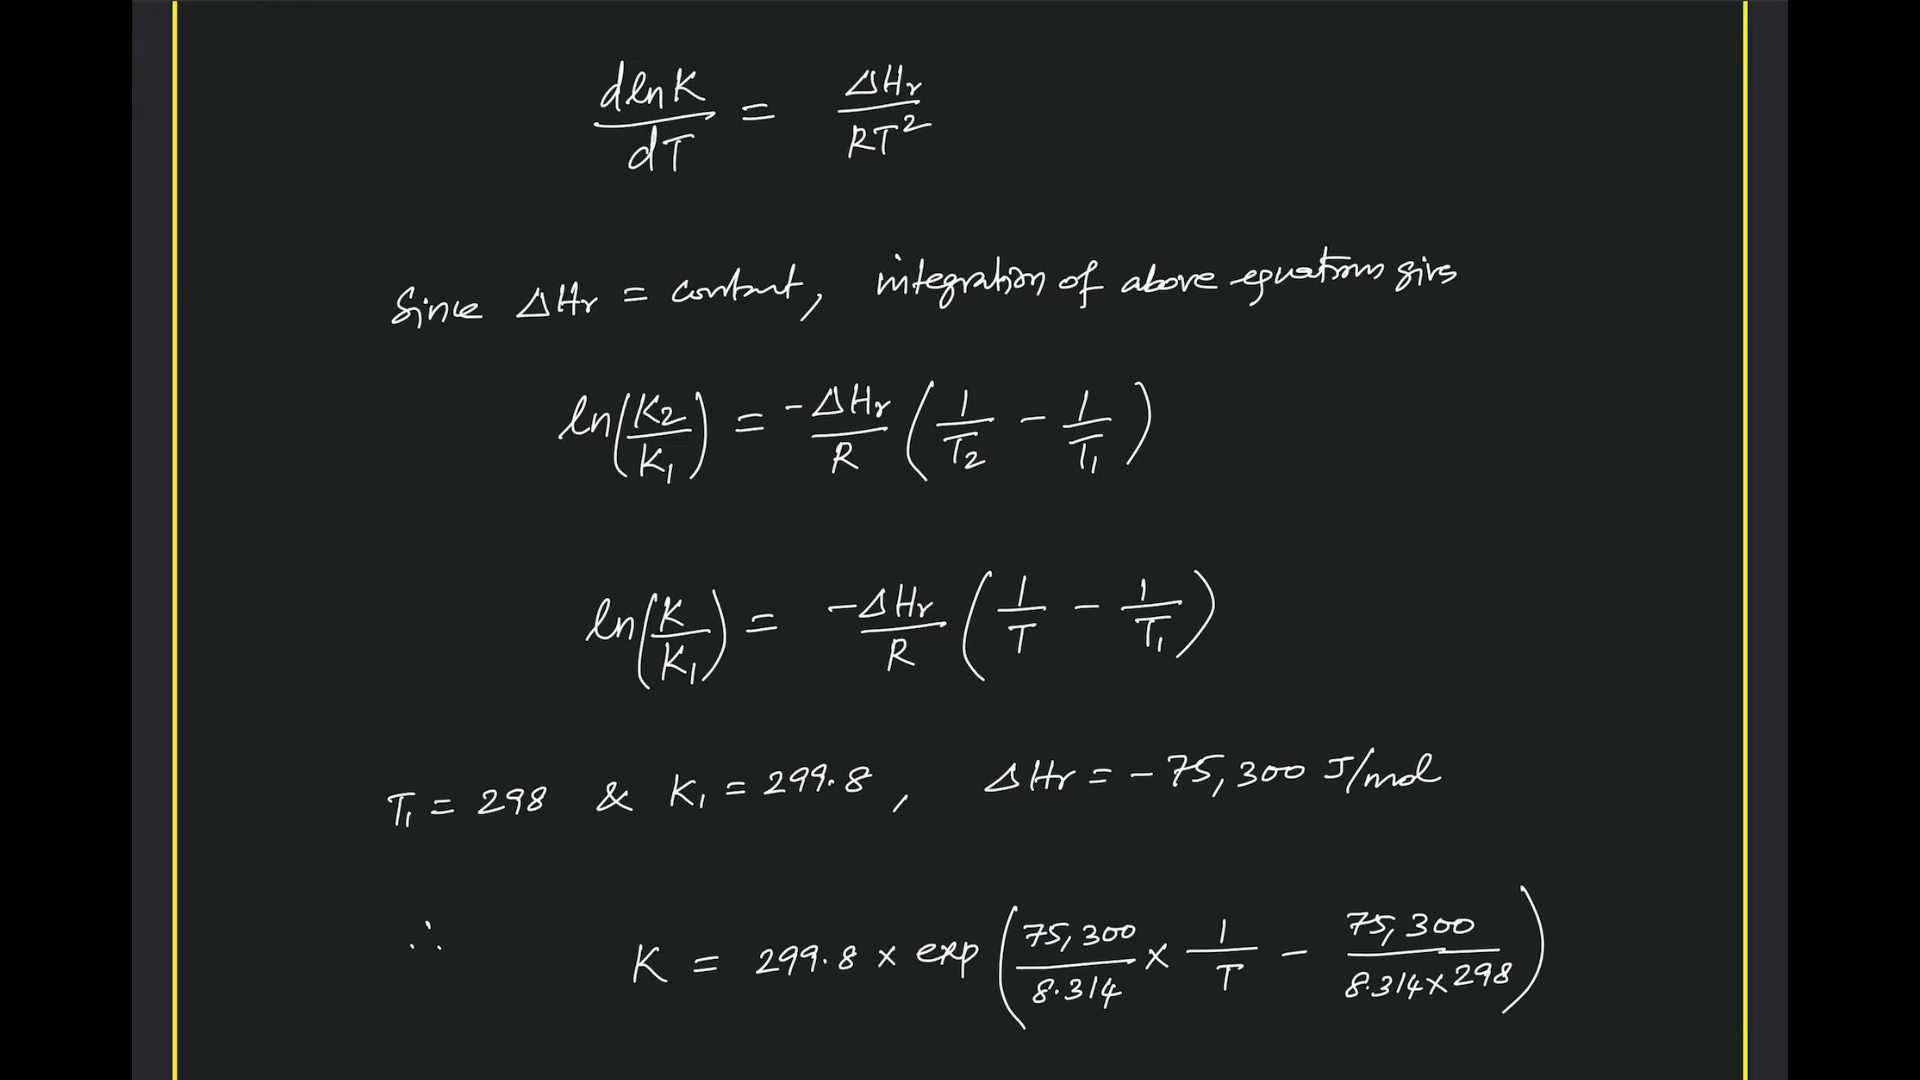 dlnK/dT = ΔHr/RT²
Since ΔHr = constant, integration of above equations gives
ln(K2/K1) = -ΔHr/R (1/T2 - 1/T1)
ln(K/K1) = -ΔHr/R (1/T - 1/T1)
T1 = 298 & K1 = 299.8, ΔHr = -75,300 J/mol
∴ K = 299.8 × exp(75,300/8.314 × 1/T - 75,300/8.314×298)